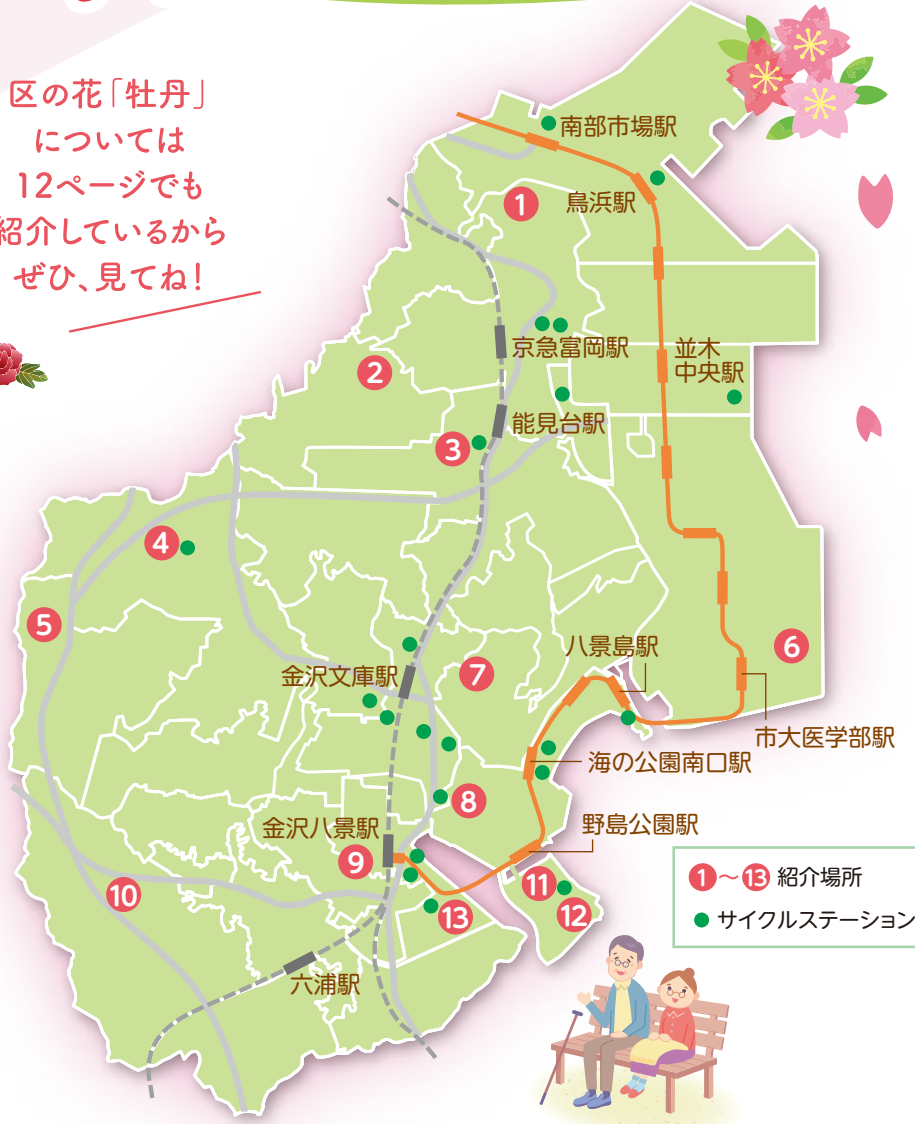 区の花「牡丹」
については
12ページでも
紹介しているから
ぜひ、見てね!
南部市場駅
鳥浜駅
1
京急富岡駅
並木
中央駅
2
能見台駅
3
4
5
6
八景島駅
金沢文庫駅
7
市大医学部駅
海の公園南口駅
8
金沢八景駅
野島公園駅
9
10
11
12
13
六浦駅
1～13 紹介場所
サイクルステーション